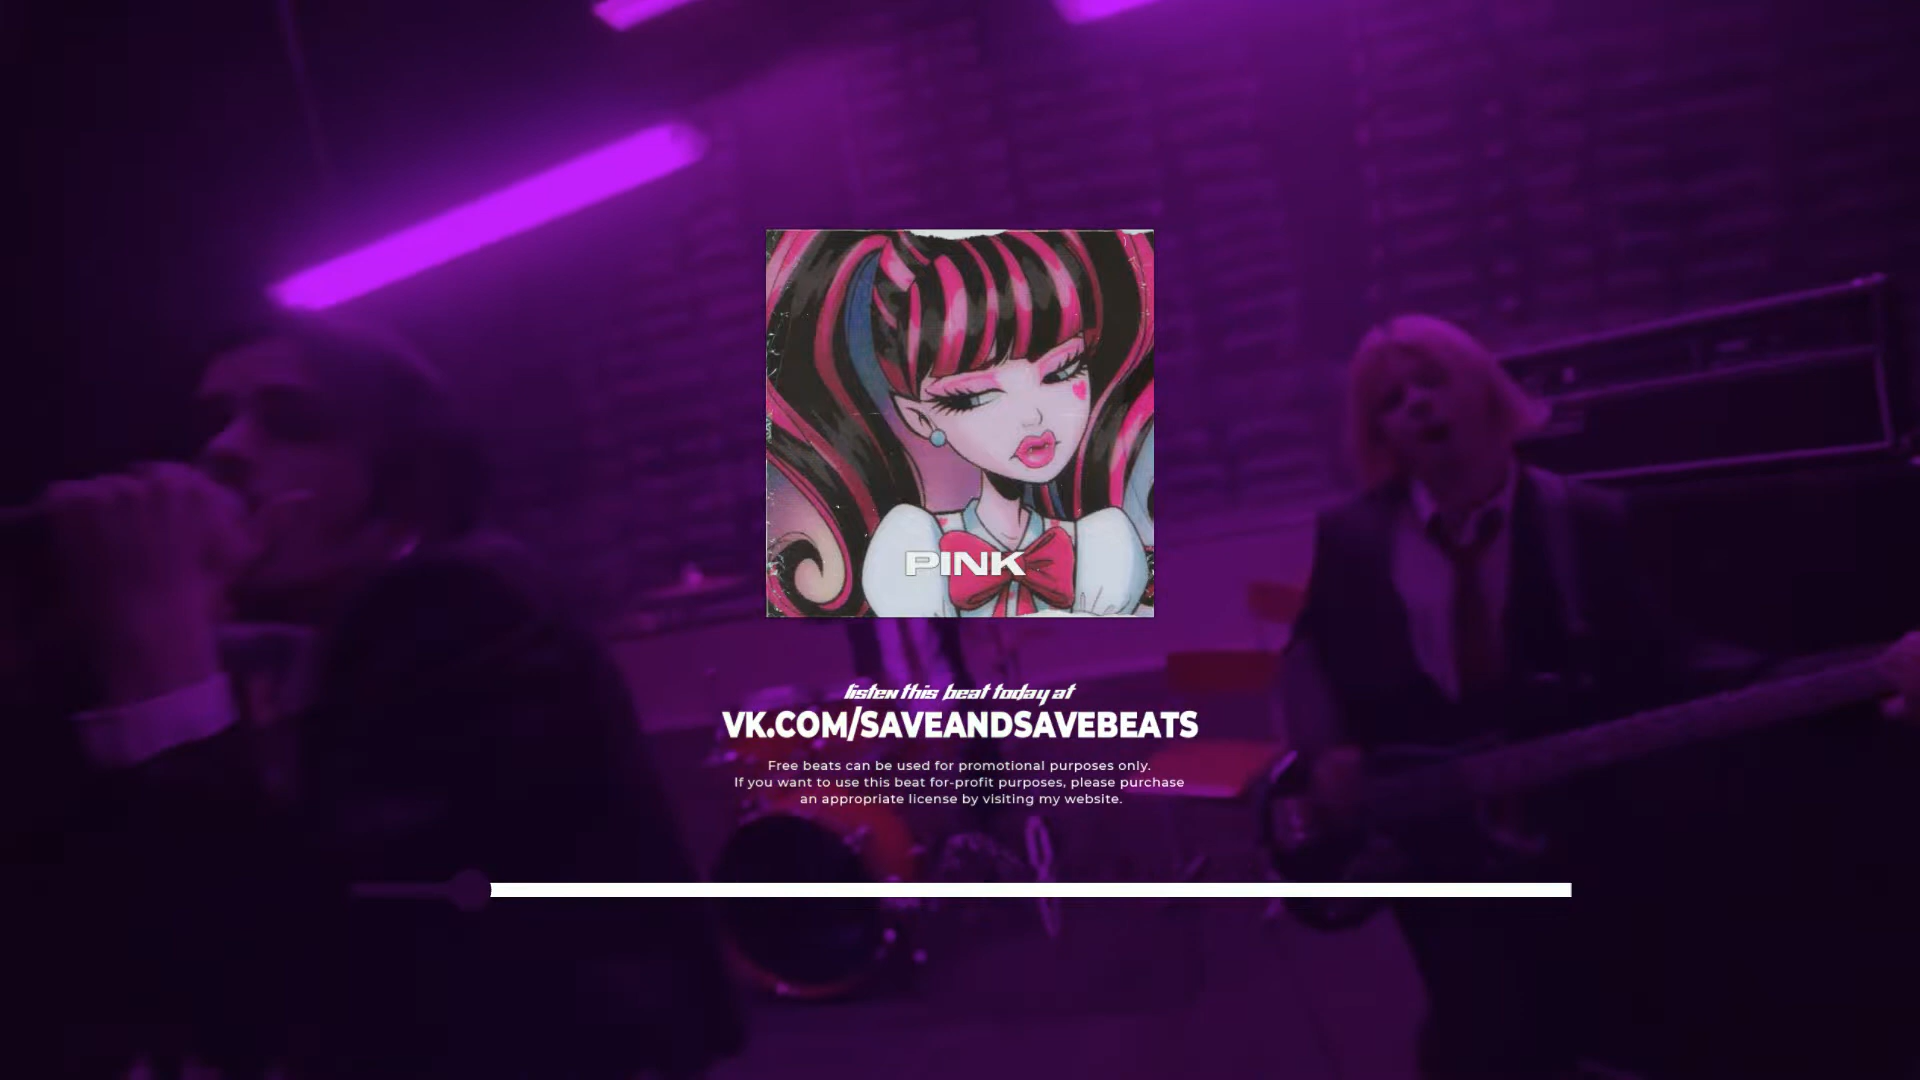 PINK
listen this beat today at
VK.COM/SAVEANDSAVEBEATS
Free beats can be used for promotional purposes only.
If you want to use this beat for-profit purposes, please purchase
an appropriate license by visiting my website.